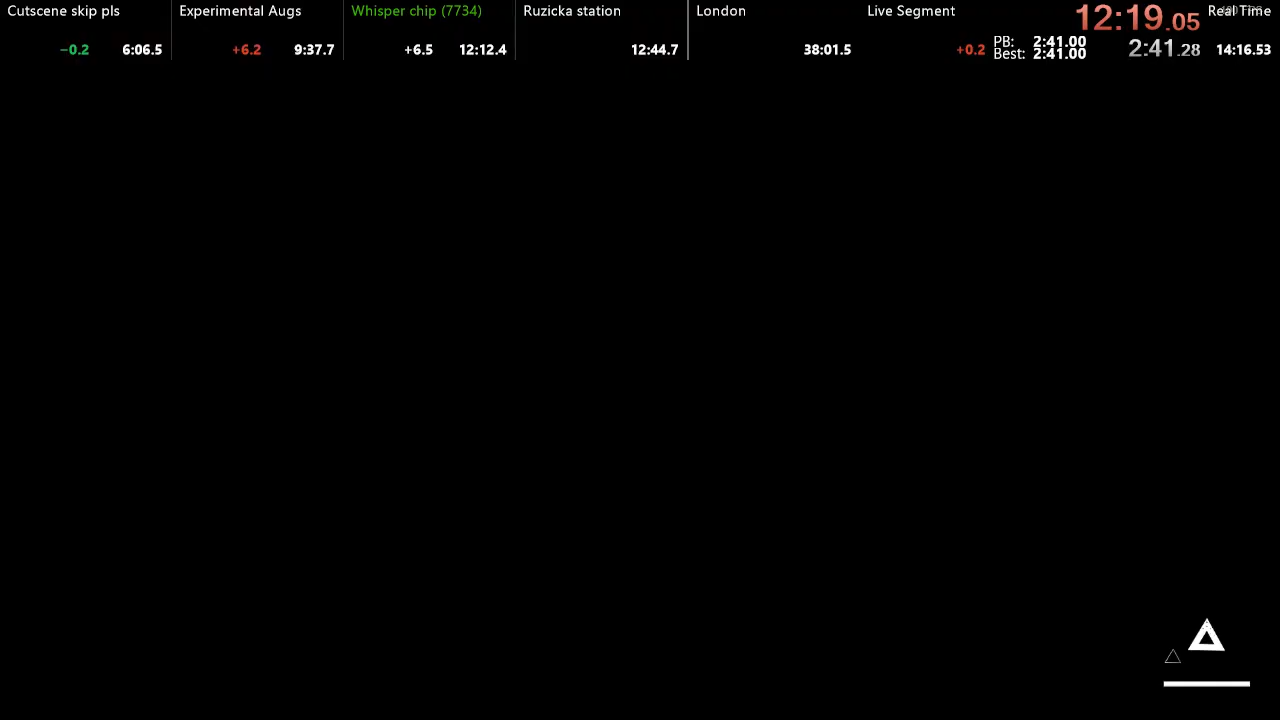 Cutscene skip pls
−0.2 6:06.5
Experimental Augs
+6.2 9:37.7
Whisper chip (7734)
+6.5 12:12.4
Ruzicka station
12:44.7
London
38:01.5
Live Segment
+0.2
PB: 2:41.00
Best: 2:41.00
12:19.05
2:41.28
Real Time
14:16.53